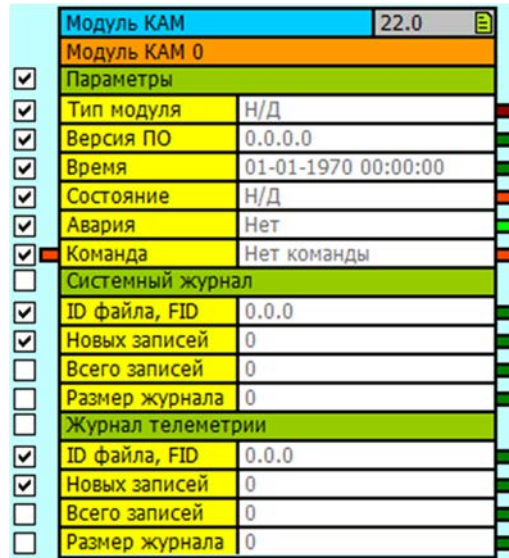 Модуль КАМ 22.0
Модуль КАМ 0
Параметры
Тип модуля Н/Д
Версия ПО 0.0.0.0
Время 01-01-1970 00:00:00
Состояние Н/Д
Авария Нет
Команда Нет команды
Системный журнал
ID файла, FID 0.0.0
Новых записей 0
Всего записей 0
Размер журнала 0
Журнал телеметрии
ID файла, FID 0.0.0
Новых записей 0
Всего записей 0
Размер журнала 0